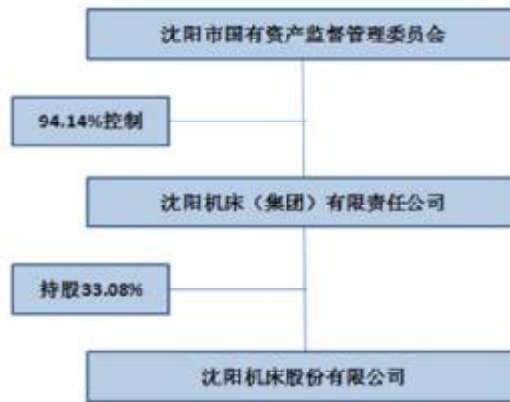 沈阳市国有资产监督管理委员会
94.14%控制
沈阳机床（集团）有限责任公司
持股33.08%
沈阳机床股份有限公司